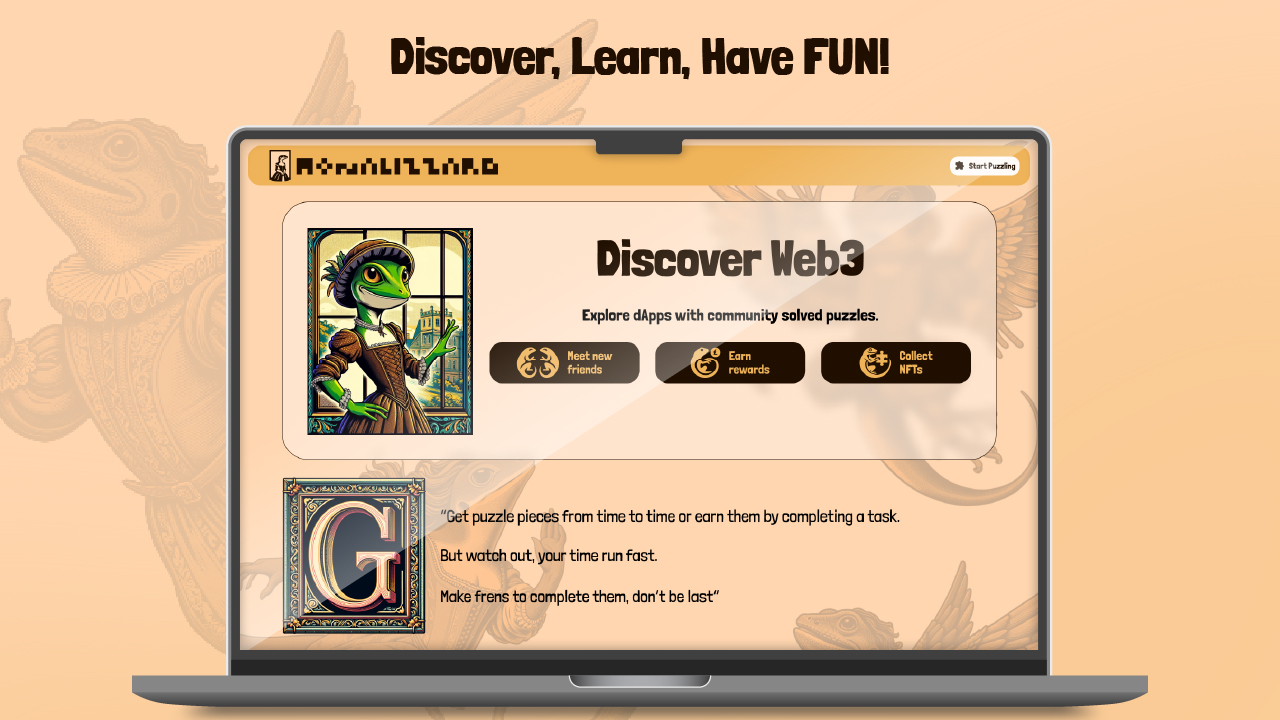 Discover, Learn, Have FUN!
MONALIZZARD
Start Puzzling
Discover Web3
Explore dApps with community solved puzzles.
Meet new
friends
Earn
rewards
Collect
NFTs
G
"Get puzzle pieces from time to time or earn them by completing a task.
But watch out, your time run fast.
Make frens to complete them, don't be last"